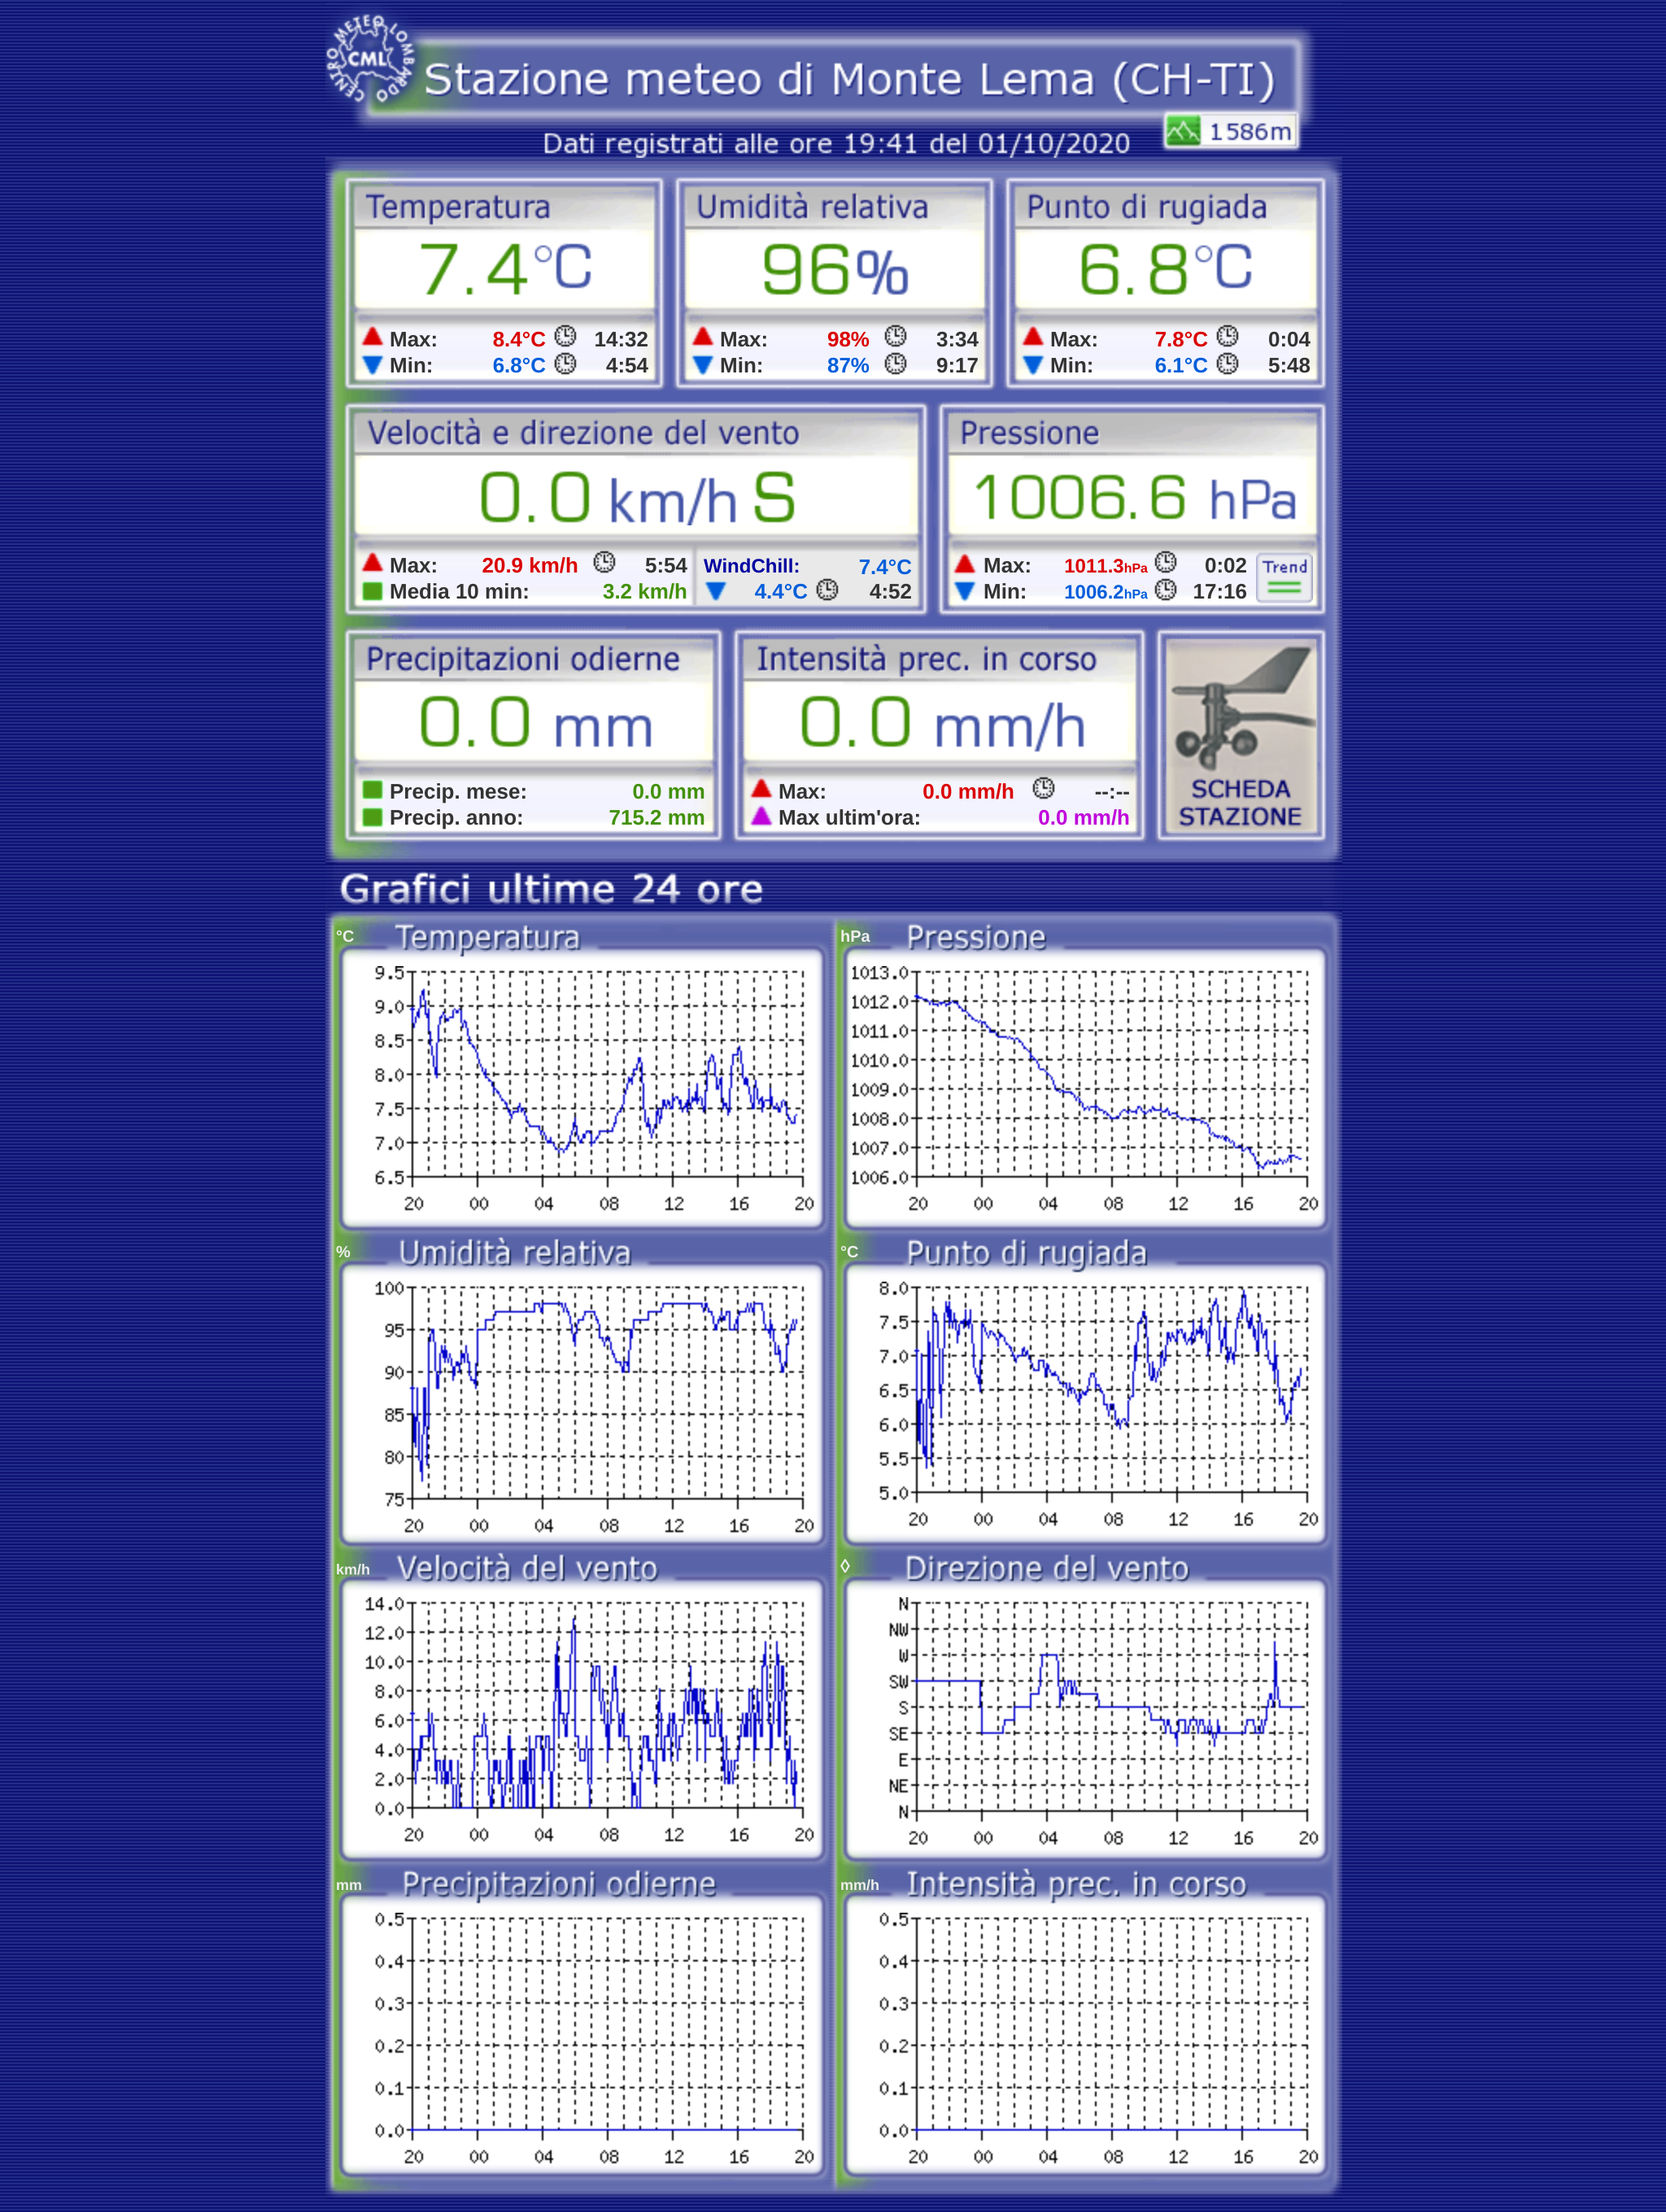 CENTRO METEO LOMBARDO
CML
Stazione meteo di Monte Lema (CH-TI)
1586m
Dati registrati alle ore 19:41 del 01/10/2020
Temperatura
7.4°C
Max: 8.4°C 14:32
Min: 6.8°C 4:54
Umidità relativa
96%
Max: 98% 3:34
Min: 87% 9:17
Punto di rugiada
6.8°C
Max: 7.8°C 0:04
Min: 6.1°C 5:48
Velocità e direzione del vento
0.0 km/h S
Max: 20.9 km/h 5:54
Media 10 min: 3.2 km/h
WindChill: 7.4°C
4.4°C 4:52
Pressione
1006.6 hPa
Max: 1011.3hPa 0:02
Min: 1006.2hPa 17:16
Trend
Precipitazioni odierne
0.0 mm
Precip. mese: 0.0 mm
Precip. anno: 715.2 mm
Intensità prec. in corso
0.0 mm/h
Max: 0.0 mm/h --:--
Max ultim'ora: 0.0 mm/h
SCHEDA
STAZIONE
Grafici ultime 24 ore
°C Temperatura
9.5
9.0
8.5
8.0
7.5
7.0
6.5
20 00 04 08 12 16 20
hPa Pressione
1013.0
1012.0
1011.0
1010.0
1009.0
1008.0
1007.0
1006.0
20 00 04 08 12 16 20
% Umidità relativa
100
95
90
85
80
75
20 00 04 08 12 16 20
°C Punto di rugiada
8.0
7.5
7.0
6.5
6.0
5.5
5.0
20 00 04 08 12 16 20
km/h Velocità del vento
14.0
12.0
10.0
8.0
6.0
4.0
2.0
0.0
20 00 04 08 12 16 20
◊ Direzione del vento
N
NW
W
SW
S
SE
E
NE
N
20 00 04 08 12 16 20
mm Precipitazioni odierne
0.5
0.4
0.3
0.2
0.1
0.0
20 00 04 08 12 16 20
mm/h Intensità prec. in corso
0.5
0.4
0.3
0.2
0.1
0.0
20 00 04 08 12 16 20